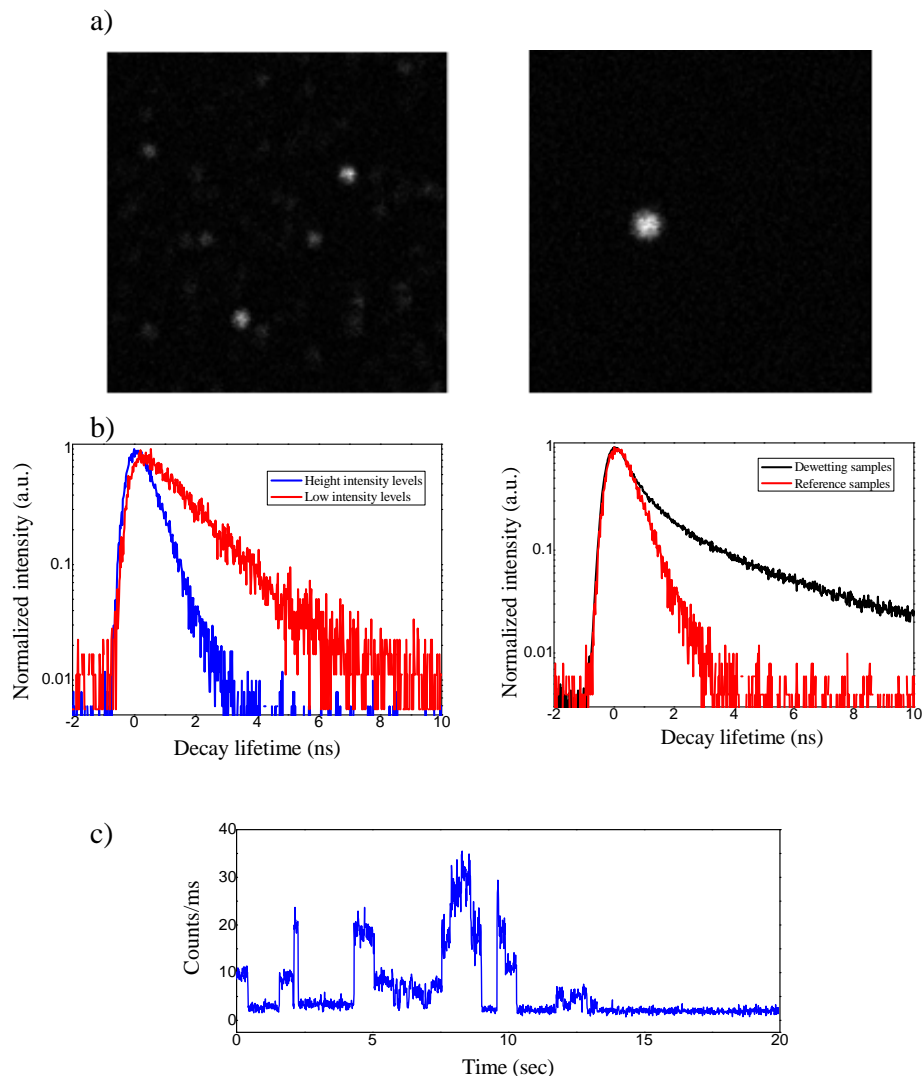 a)
b)
1
0.1
0.01
-2 0 2 4 6 8 10
Normalized intensity (a.u.)
Decay lifetime (ns)
Height intensity levels
Low intensity levels
1
0.1
0.01
-2 0 2 4 6 8 10
Normalized intensity (a.u.)
Decay lifetime (ns)
Dewetting samples
Reference samples
c)
40
30
20
10
0
0 5 10 15 20
Counts/ms
Time (sec)